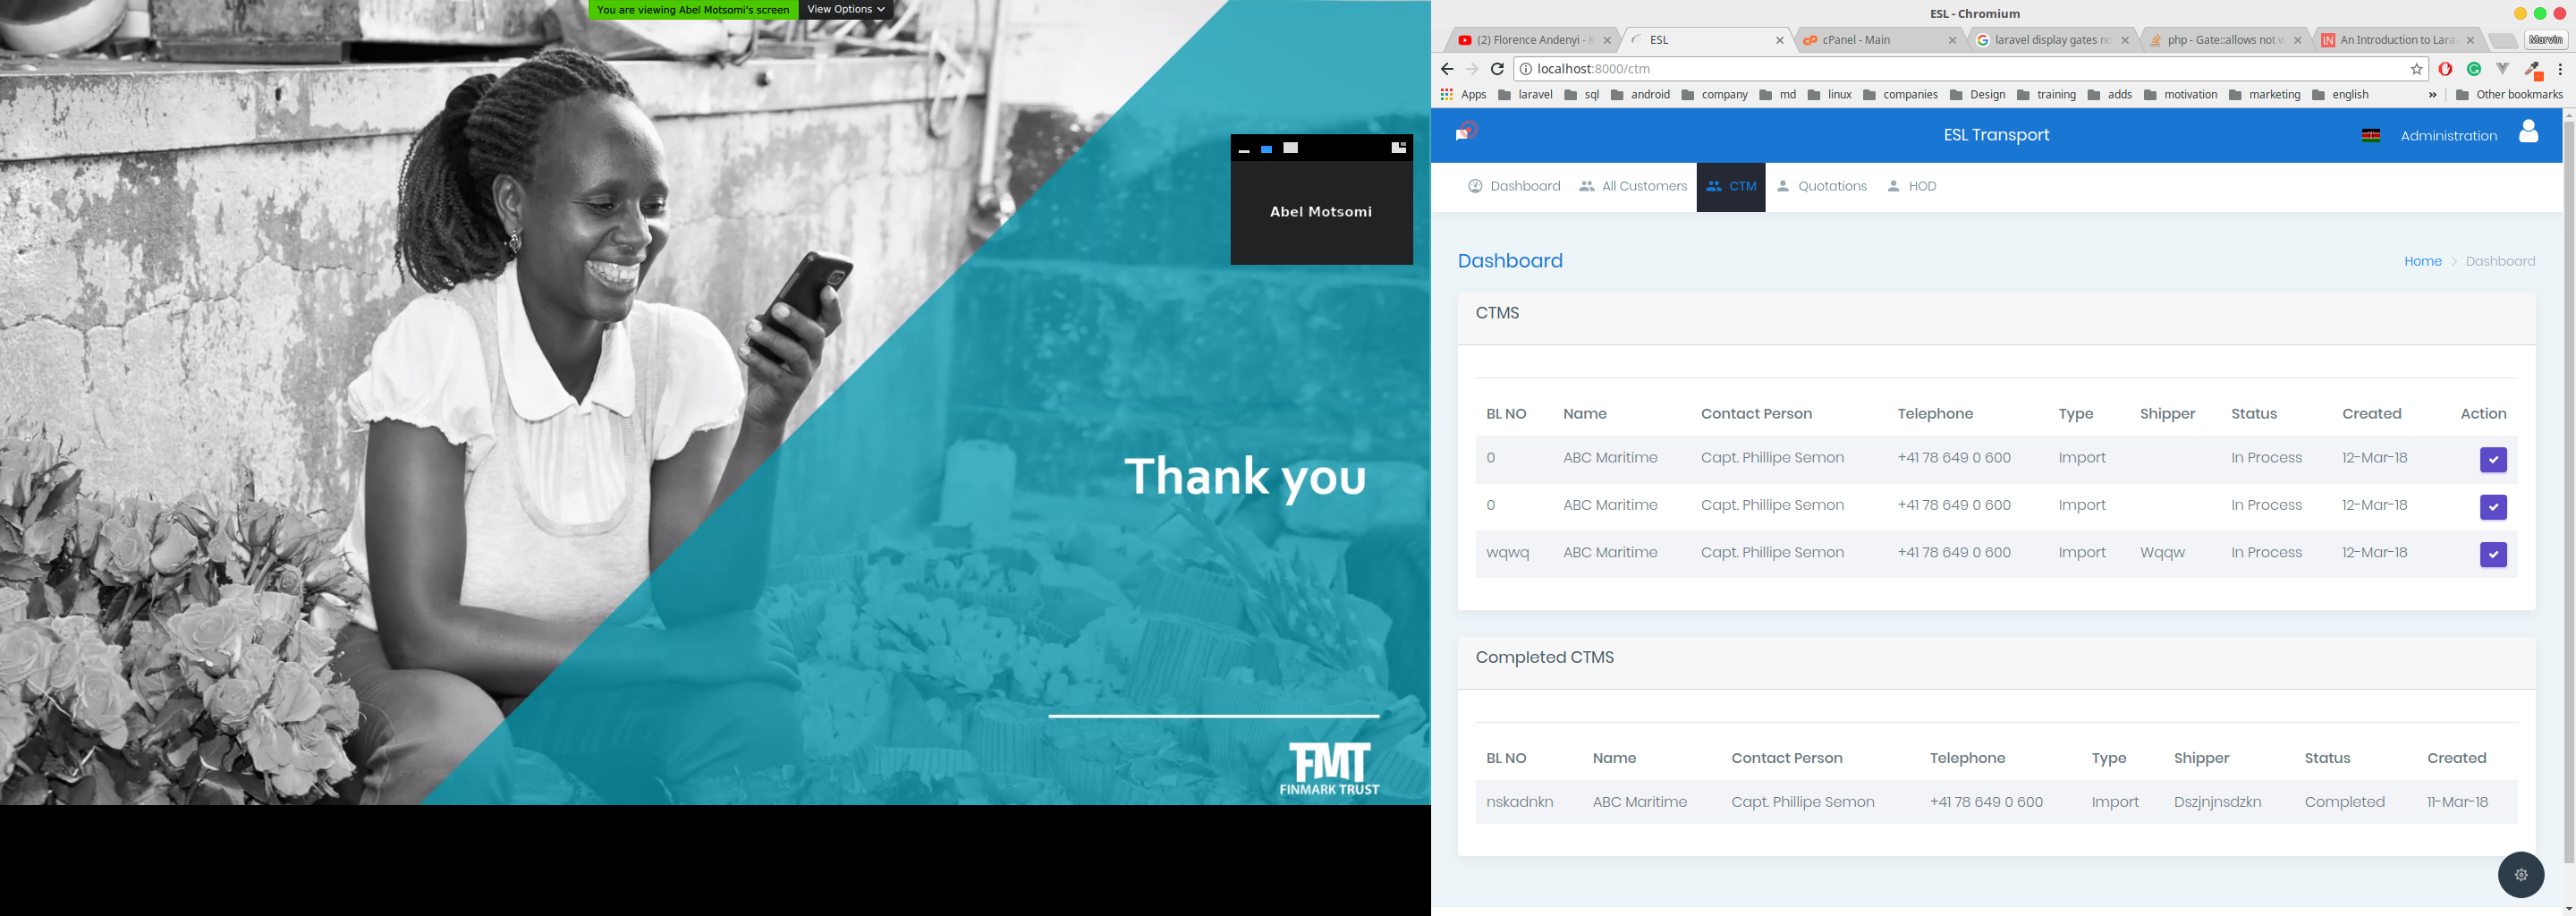 You are viewing Abel Motsomi's screen View Options
Abel Motsomi
Thank you
FMT
FINMARK TRUST
ESL - Chromium
(2) Florence Andenyi - K
ESL
cPanel - Main
laravel display gates no
php - Gate::allows not w
An Introduction to Lara
Marvin
localhost:8000/ctm
Apps laravel sql android company md linux companies Design training adds motivation marketing english » Other bookmarks
ESL Transport
Administration
Dashboard All Customers CTM Quotations HOD
Dashboard
Home > Dashboard
CTMS
BL NO Name Contact Person Telephone Type Shipper Status Created Action
0 ABC Maritime Capt. Phillipe Semon +41 78 649 0 600 Import In Process 12-Mar-18
0 ABC Maritime Capt. Phillipe Semon +41 78 649 0 600 Import In Process 12-Mar-18
wqwq ABC Maritime Capt. Phillipe Semon +41 78 649 0 600 Import Wqqw In Process 12-Mar-18
Completed CTMS
BL NO Name Contact Person Telephone Type Shipper Status Created
nskadnkn ABC Maritime Capt. Phillipe Semon +41 78 649 0 600 Import Dszjnjnsdzkn Completed 11-Mar-18